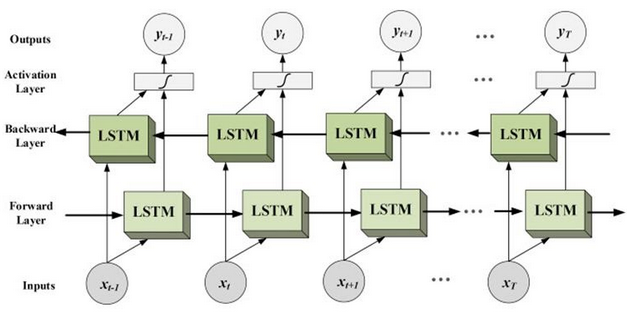 Outputs y_{t-1} y_t y_{t+1} ... y_T
Activation ∫ ∫ ∫ ... ∫
Layer
Backward LSTM LSTM LSTM ... LSTM
Layer
Forward LSTM LSTM LSTM ... LSTM
Layer
Inputs x_{t-1} x_t x_{t+1} ... x_T